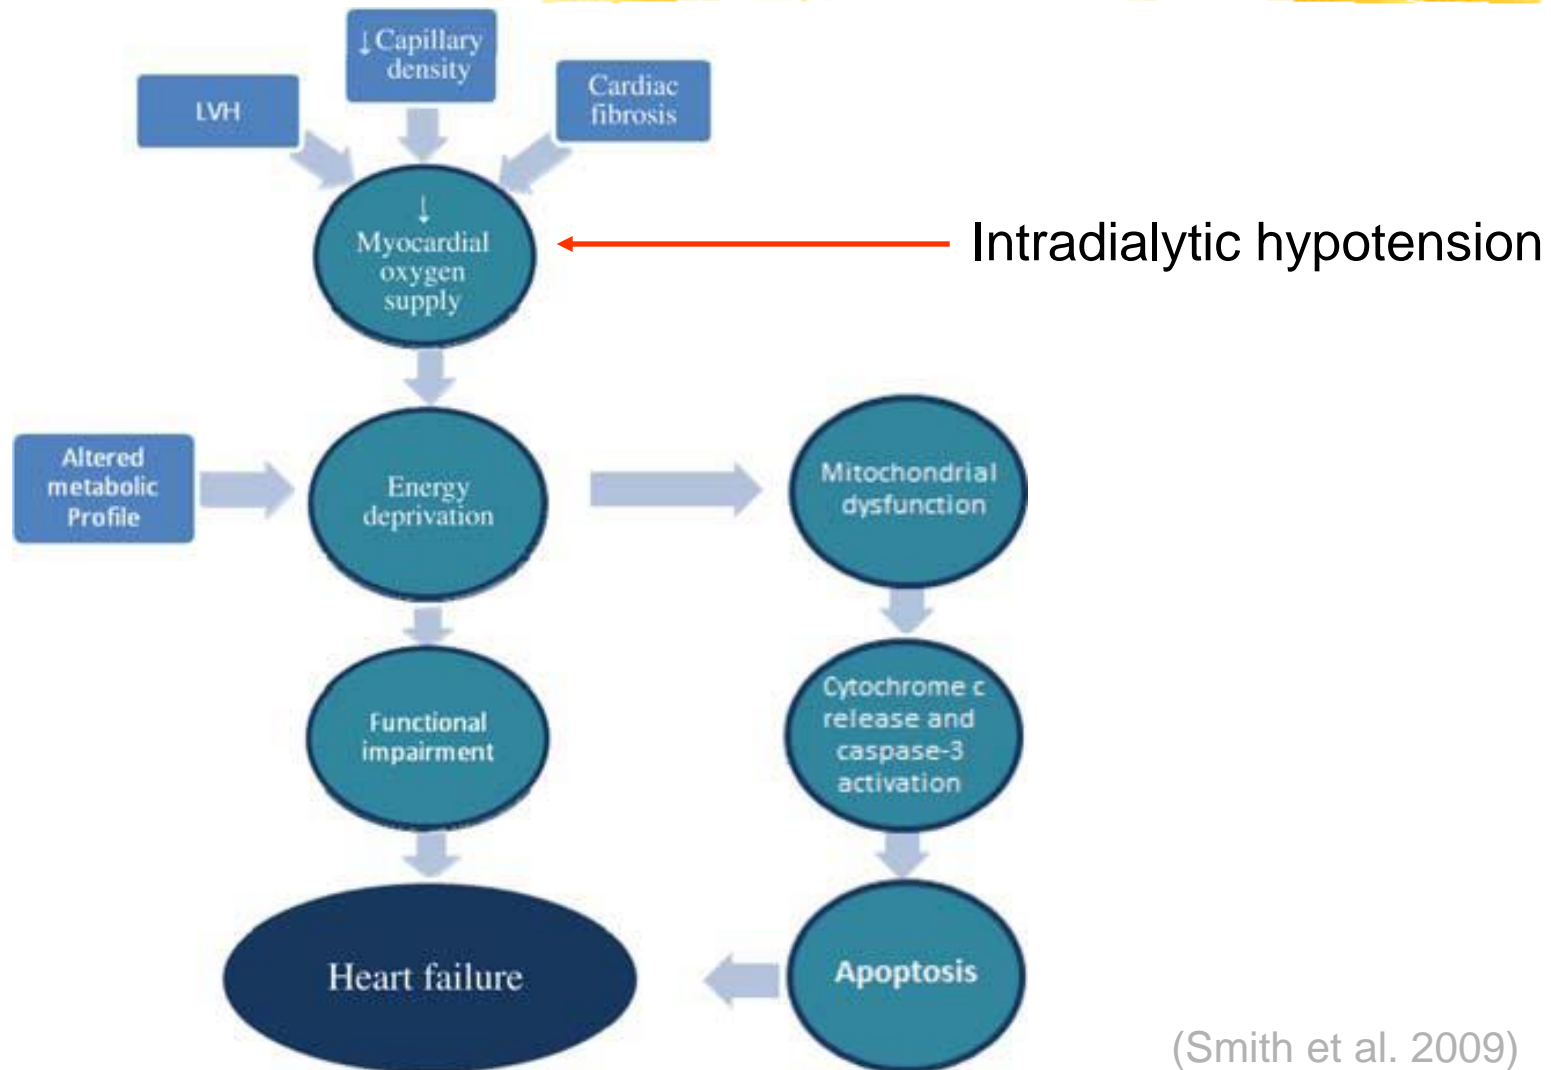 ↓Capillary
density
LVH
Cardiac
fibrosis
↓
Myocardial
oxygen
supply
Intradialytic hypotension
Altered
metabolic
Profile
Energy
deprivation
Mitochondrial
dysfunction
Functional
impairment
Cytochrome c
release and
caspase-3
activation
Heart failure
Apoptosis
(Smith et al. 2009)